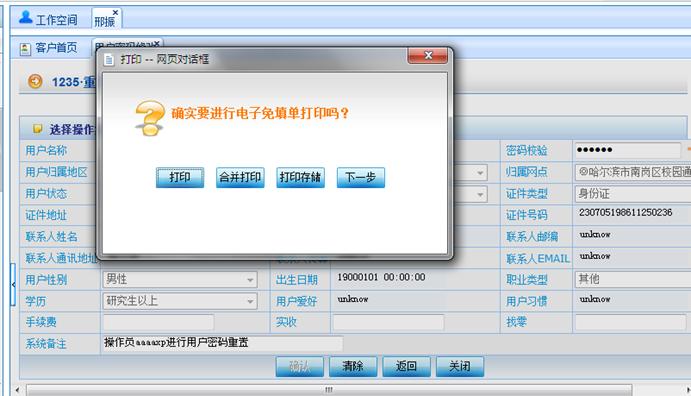 工作空间 邢振
客户首页 用户密码修改
打印 -- 网页对话框
1235·重
确实要进行电子免填单打印吗？
选择操作
打印 合并打印 打印存储 下一步
用户名称 密码校验 ●●●●●●
用户归属地区 归属网点 @哈尔滨市南岗区校园通
用户状态 证件类型 身份证
证件地址 证件号码 230705198611250236
联系人姓名 联系人邮编 unknow
联系人通讯地址 联系人EMAIL unknow
用户性别 男性 出生日期 19000101 00:00:00 职业类型 其他
学历 研究生以上 用户爱好 unknow 用户习惯 unknow
手续费 实收 找零
系统备注 操作员aaaaxp进行用户密码重置
确认 清除 返回 关闭